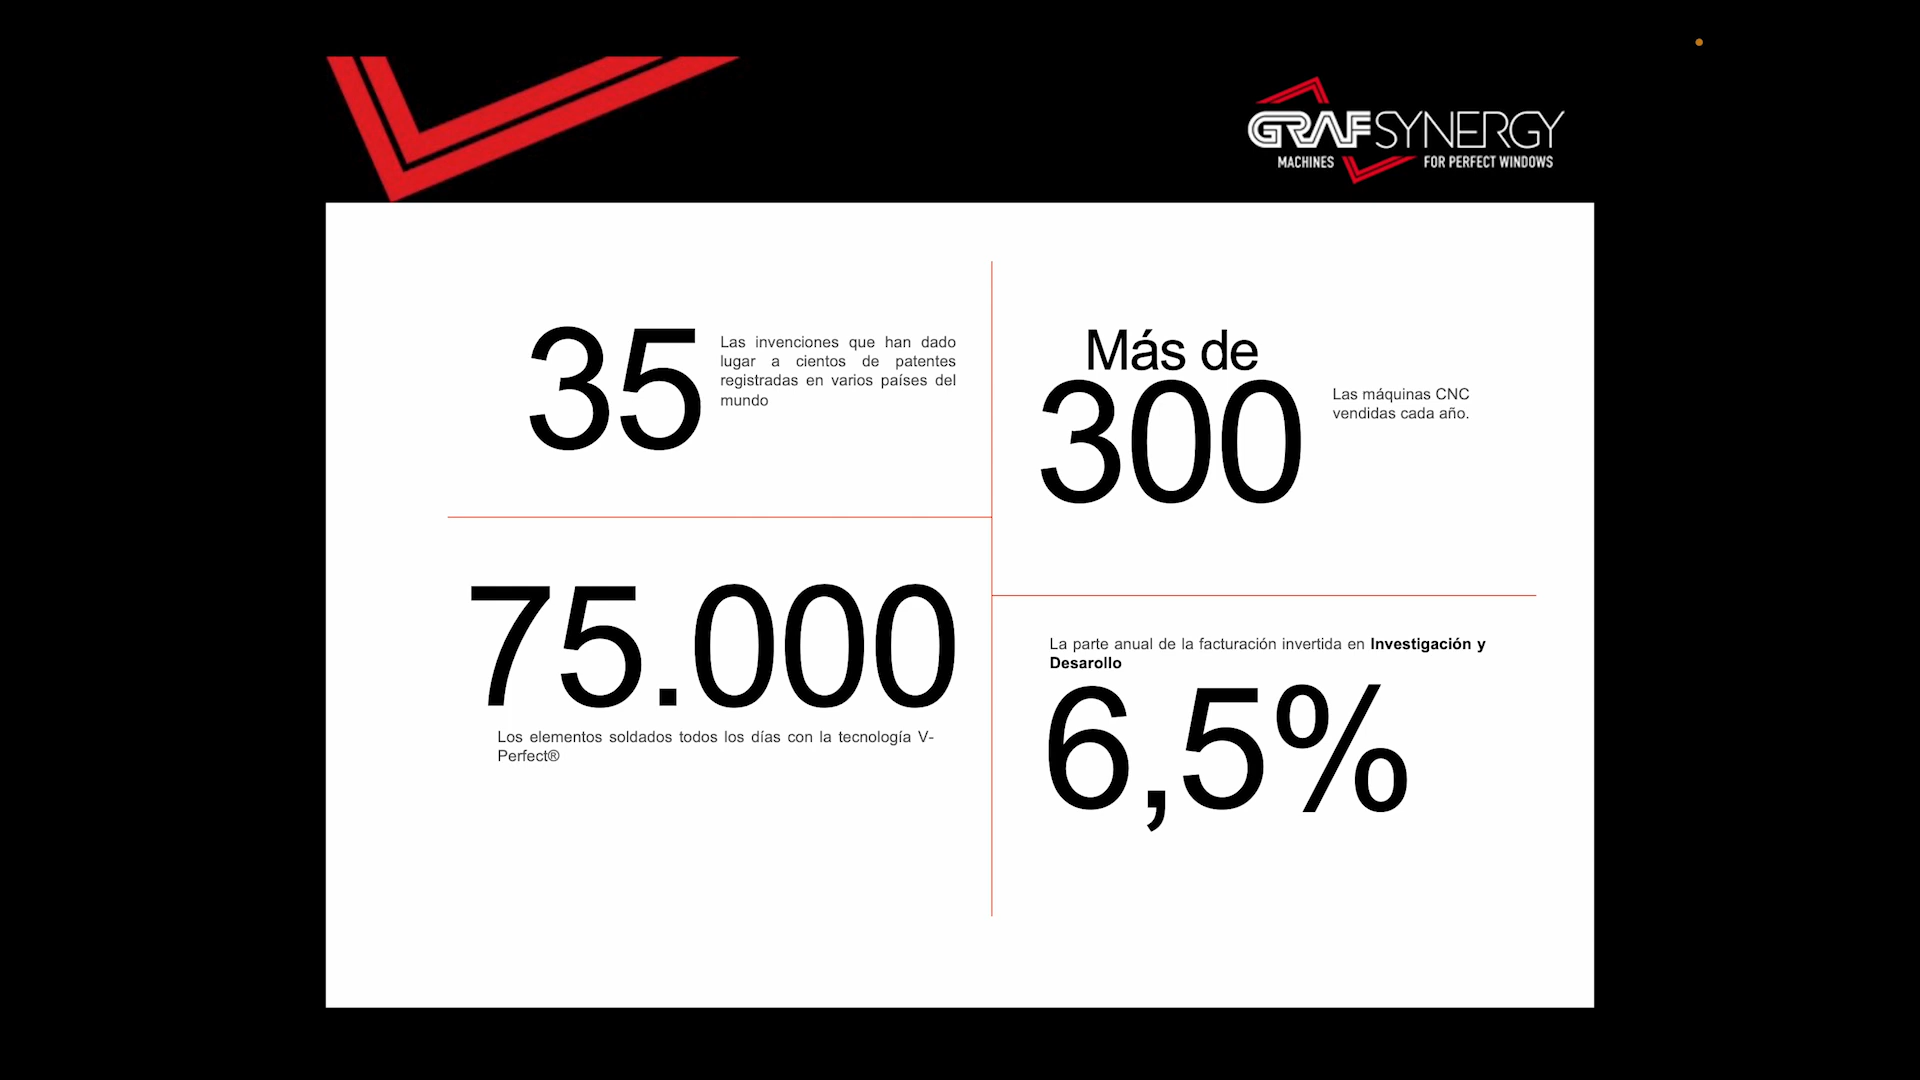 GRAFSYNERGY
MACHINES FOR PERFECT WINDOWS
35
Las invenciones que han dado
lugar a cientos de patentes
registradas en varios países del
mundo
Más de
300
Las máquinas CNC
vendidas cada año.
75.000
Los elementos soldados todos los días con la tecnología V-
Perfect®
La parte anual de la facturación invertida en Investigación y
Desarollo
6,5%